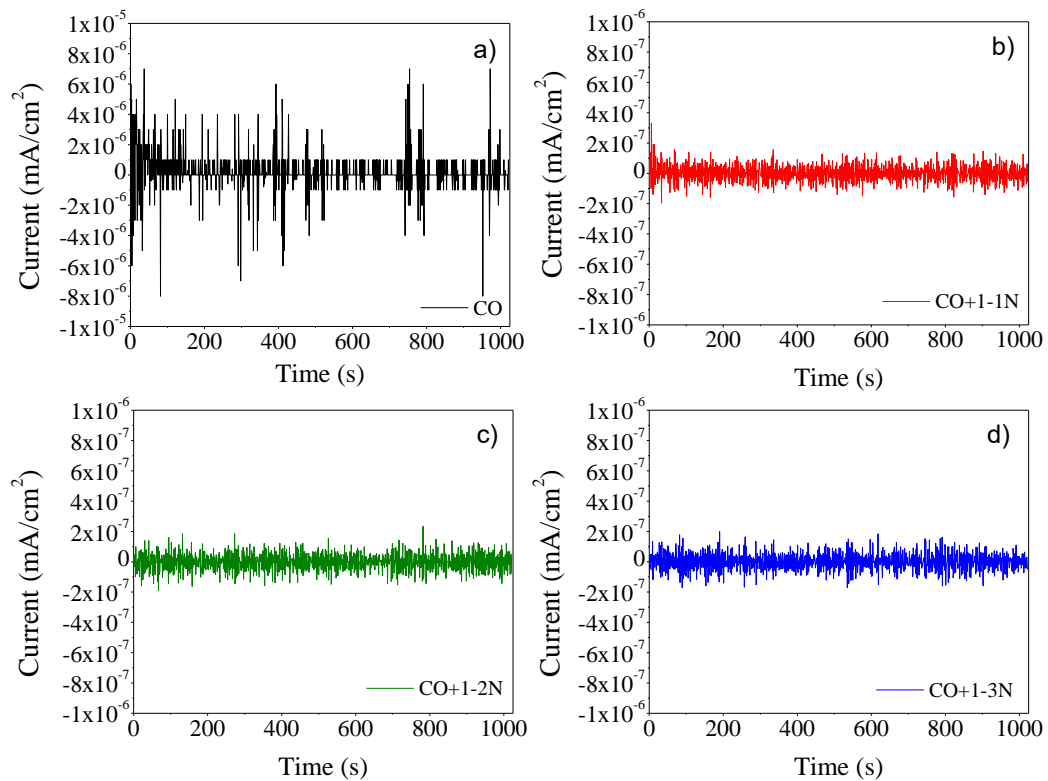 a)
Current (mA/cm²)
1x10⁻⁵
8x10⁻⁶
6x10⁻⁶
4x10⁻⁶
2x10⁻⁶
0
-2x10⁻⁶
-4x10⁻⁶
-6x10⁻⁶
-8x10⁻⁶
-1x10⁻⁵
CO
0 200 400 600 800 1000
Time (s)
b)
Current (mA/cm²)
1x10⁻⁶
8x10⁻⁷
6x10⁻⁷
4x10⁻⁷
2x10⁻⁷
0
-2x10⁻⁷
-4x10⁻⁷
-6x10⁻⁷
-8x10⁻⁷
-1x10⁻⁶
CO+1-1N
0 200 400 600 800 1000
Time (s)
c)
Current (mA/cm²)
1x10⁻⁶
8x10⁻⁷
6x10⁻⁷
4x10⁻⁷
2x10⁻⁷
0
-2x10⁻⁷
-4x10⁻⁷
-6x10⁻⁷
-8x10⁻⁷
-1x10⁻⁶
CO+1-2N
0 200 400 600 800 1000
Time (s)
d)
Current (mA/cm²)
1x10⁻⁶
8x10⁻⁷
6x10⁻⁷
4x10⁻⁷
2x10⁻⁷
0
-2x10⁻⁷
-4x10⁻⁷
-6x10⁻⁷
-8x10⁻⁷
-1x10⁻⁶
CO+1-3N
0 200 400 600 800 1000
Time (s)